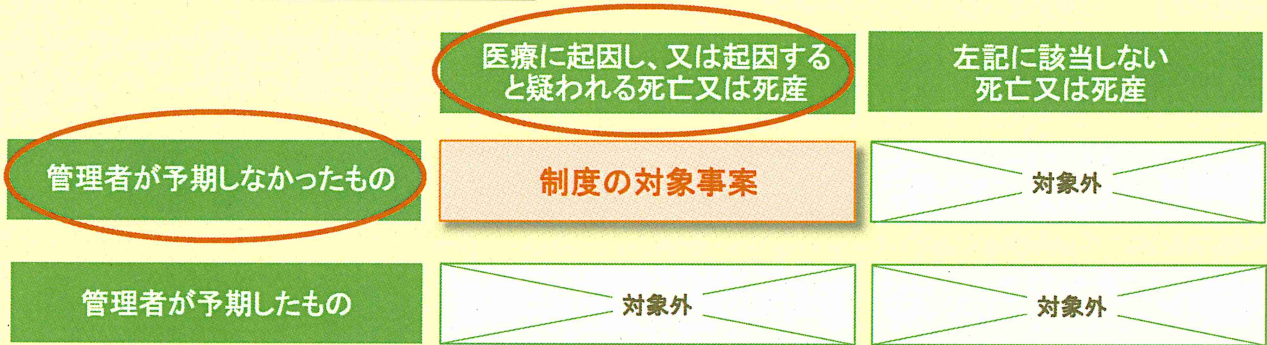 医療に起因し、又は起因する
と疑われる死亡又は死産
左記に該当しない
死亡又は死産
管理者が予期しなかったもの
制度の対象事案
対象外
管理者が予期したもの
対象外
対象外